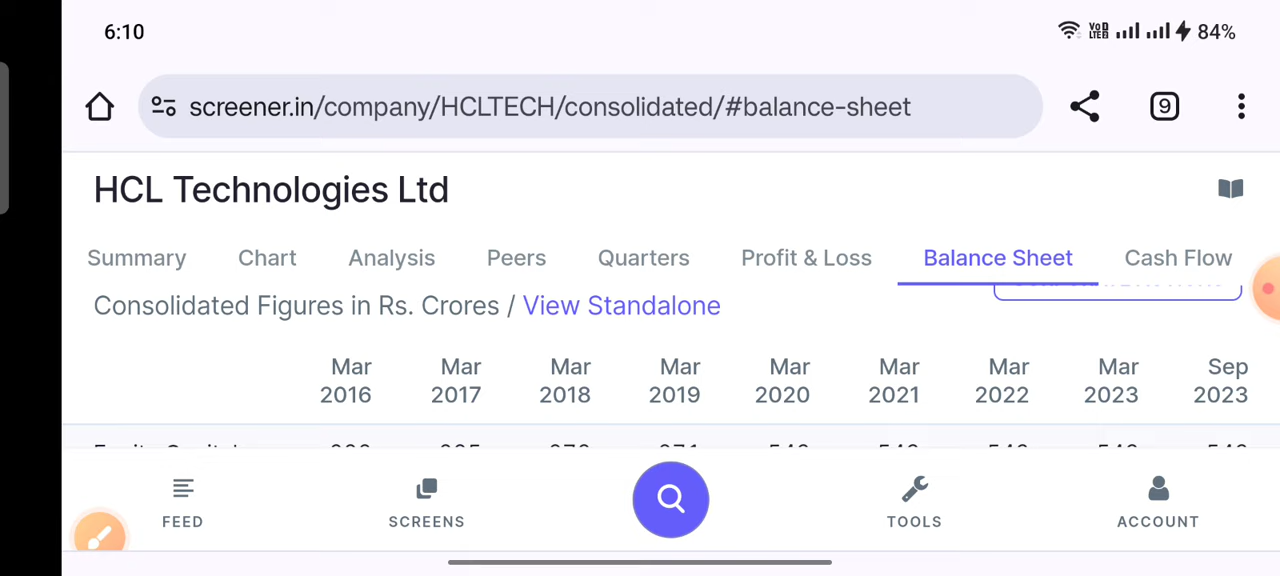 6:10 VoD LTE 84%
screener.in/company/HCLTECH/consolidated/#balance-sheet 9
HCL Technologies Ltd
Summary Chart Analysis Peers Quarters Profit & Loss Balance Sheet Cash Flow
Consolidated Figures in Rs. Crores / View Standalone
Mar Mar Mar Mar Mar Mar Mar Mar Sep
2016 2017 2018 2019 2020 2021 2022 2023 2023
FEED SCREENS TOOLS ACCOUNT